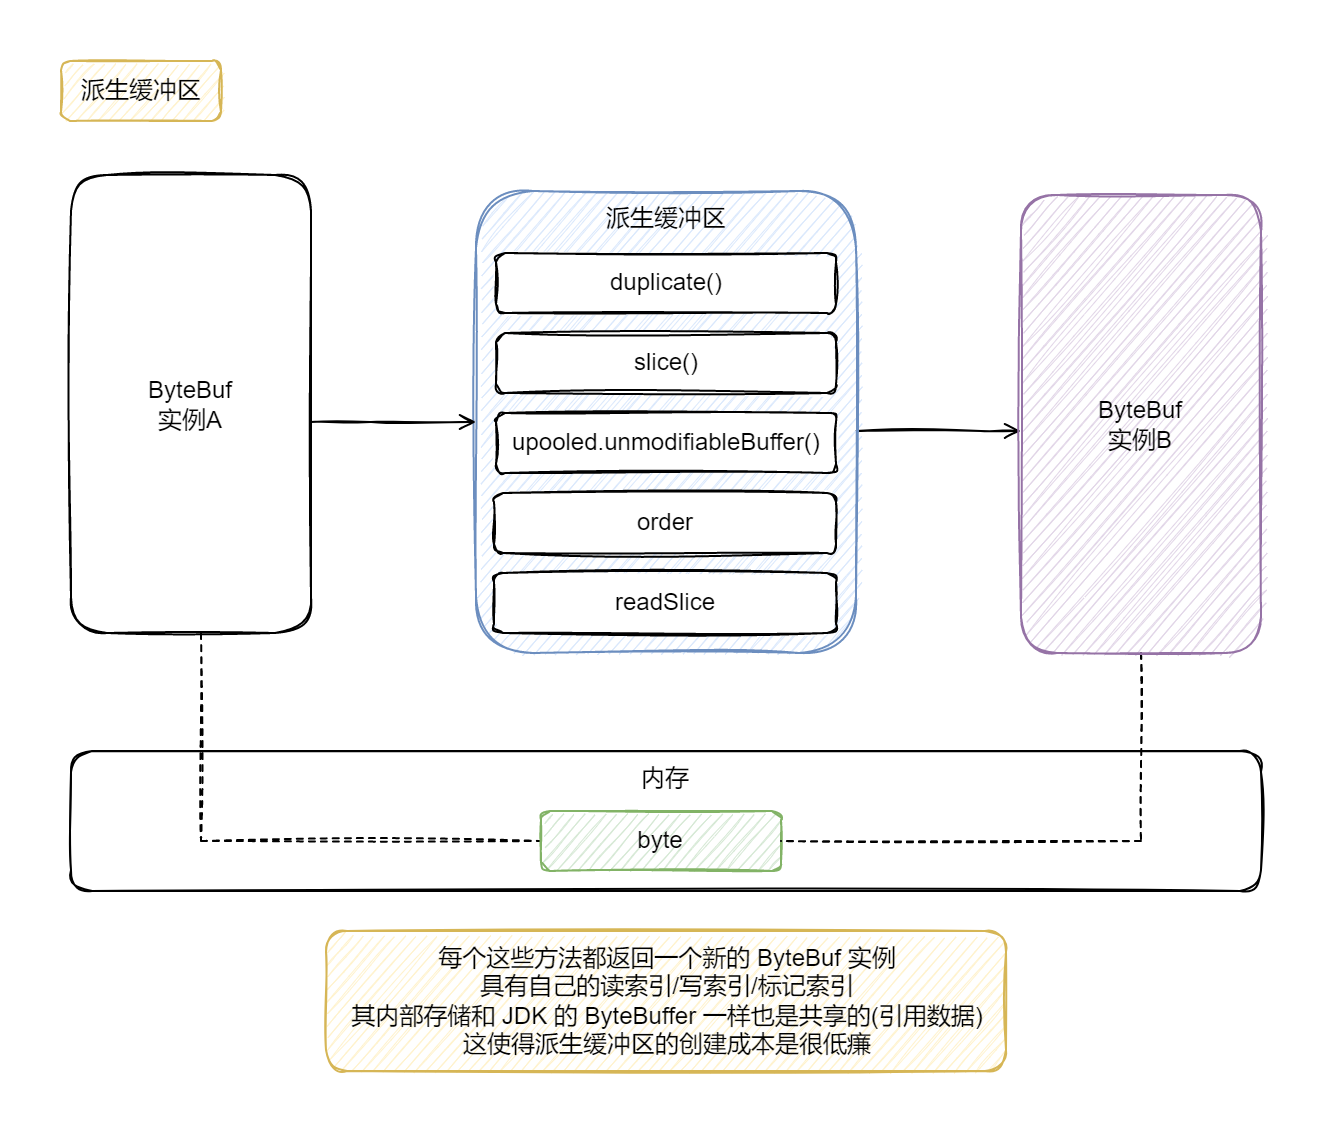 派生缓冲区
ByteBuf
实例A
派生缓冲区
duplicate()
slice()
upooled.unmodifiableBuffer()
order
readSlice
ByteBuf
实例B
内存
byte
每个这些方法都返回一个新的 ByteBuf 实例
具有自己的读索引/写索引/标记索引
其内部存储和 JDK 的 ByteBuffer 一样也是共享的(引用数据)
这使得派生缓冲区的创建成本是很低廉